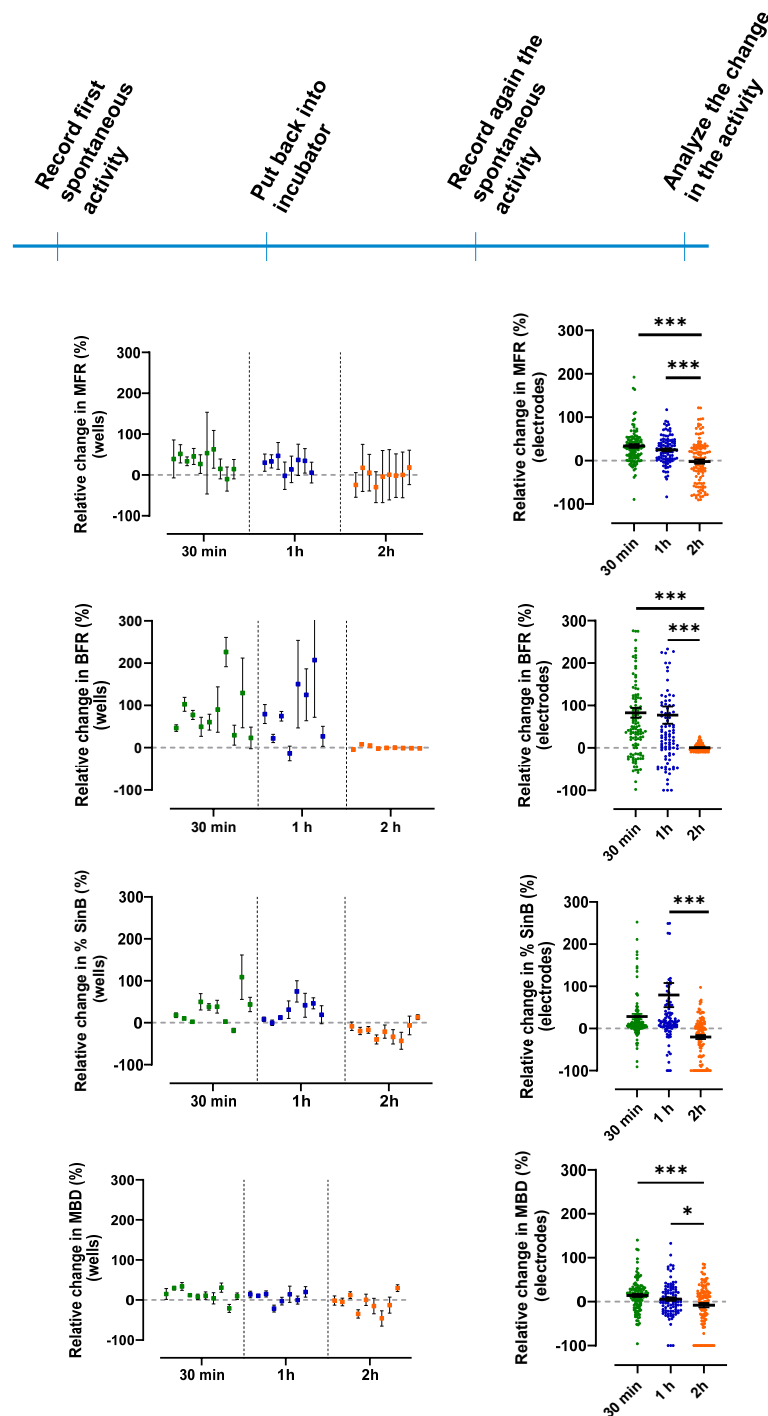 Record first
spontaneous
activity
Put back into
incubator
Record again the
spontaneous
activity
Analyze the change
in the activity
Relative change in MFR (%)
(wells)
300
200
100
0
-100
30 min
1h
2h
Relative change in MFR (%)
(electrodes)
300
200
100
0
-100
***
***
30 min
1h
2h
Relative change in BFR (%)
(wells)
300
200
100
0
-100
30 min
1 h
2 h
Relative change in BFR (%)
(electrodes)
300
200
100
0
-100
***
***
30 min
1h
2h
Relative change in % SinB (%)
(wells)
300
200
100
0
-100
30 min
1h
2h
Relative change in % SinB (%)
(electrodes)
300
200
100
0
-100
***
30 min
1 h
2h
Relative change in MBD (%)
(wells)
300
200
100
0
-100
30 min
1h
2h
Relative change in MBD (%)
(electrodes)
300
200
100
0
-100
***
*
30 min
1 h
2h